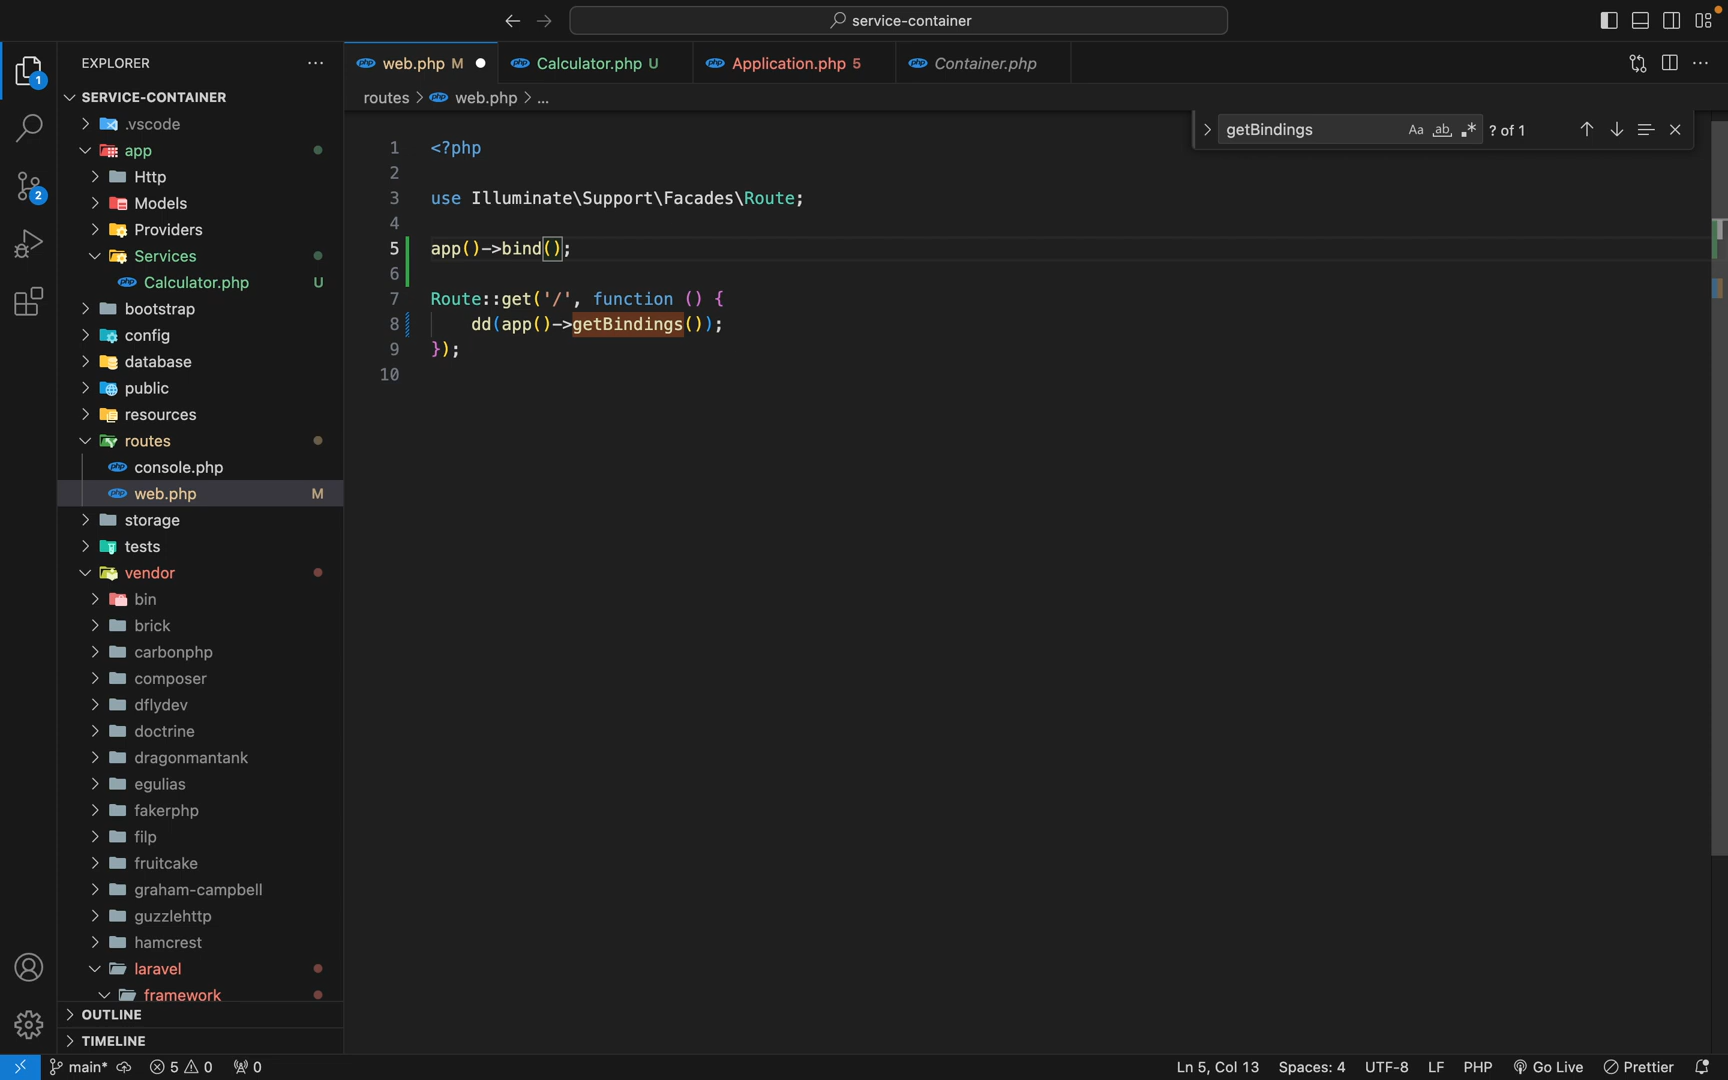 service-container
EXPLORER
web.php M
Calculator.php U
Application.php 5
Container.php
SERVICE-CONTAINER
routes > web.php > ...
getBindings
Aa ab .* ? of 1
.vscode
app
Http
Models
Providers
Services
Calculator.php U
bootstrap
config
database
public
resources
routes
console.php
web.php M
storage
tests
vendor
bin
brick
carbonphp
composer
dflydev
doctrine
dragonmantank
egulias
fakerphp
filp
fruitcake
graham-campbell
guzzlehttp
hamcrest
laravel
framework
OUTLINE
TIMELINE
1
2
1 <?php
2
3 use Illuminate\Support\Facades\Route;
4
5 app()->bind();
6
7 Route::get('/', function () {
8 dd(app()->getBindings());
9 });
10
main* 5 0 0
Ln 5, Col 13 Spaces: 4 UTF-8 LF PHP Go Live Prettier